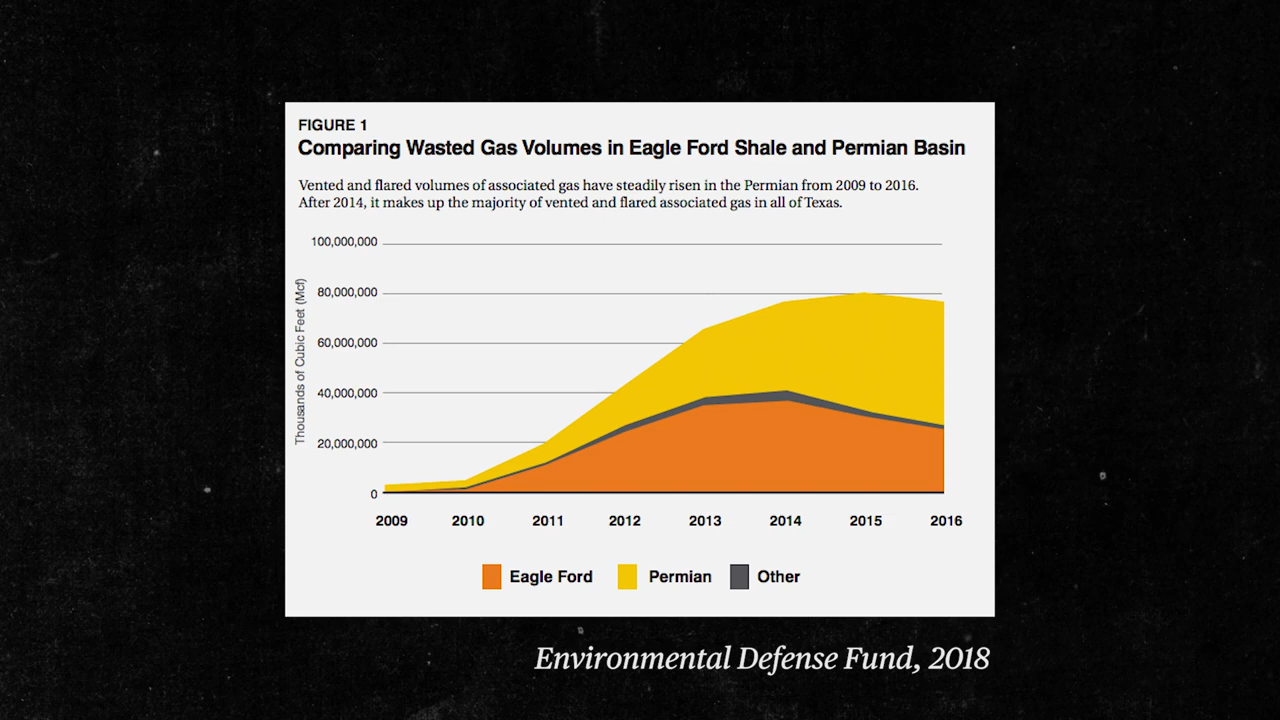 FIGURE 1
Comparing Wasted Gas Volumes in Eagle Ford Shale and Permian Basin
Vented and flared volumes of associated gas have steadily risen in the Permian from 2009 to 2016.
After 2014, it makes up the majority of vented and flared associated gas in all of Texas.
Thousands of Cubic Feet (Mcf)
100,000,000
80,000,000
60,000,000
40,000,000
20,000,000
0
2009 2010 2011 2012 2013 2014 2015 2016
Eagle Ford Permian Other
Environmental Defense Fund, 2018